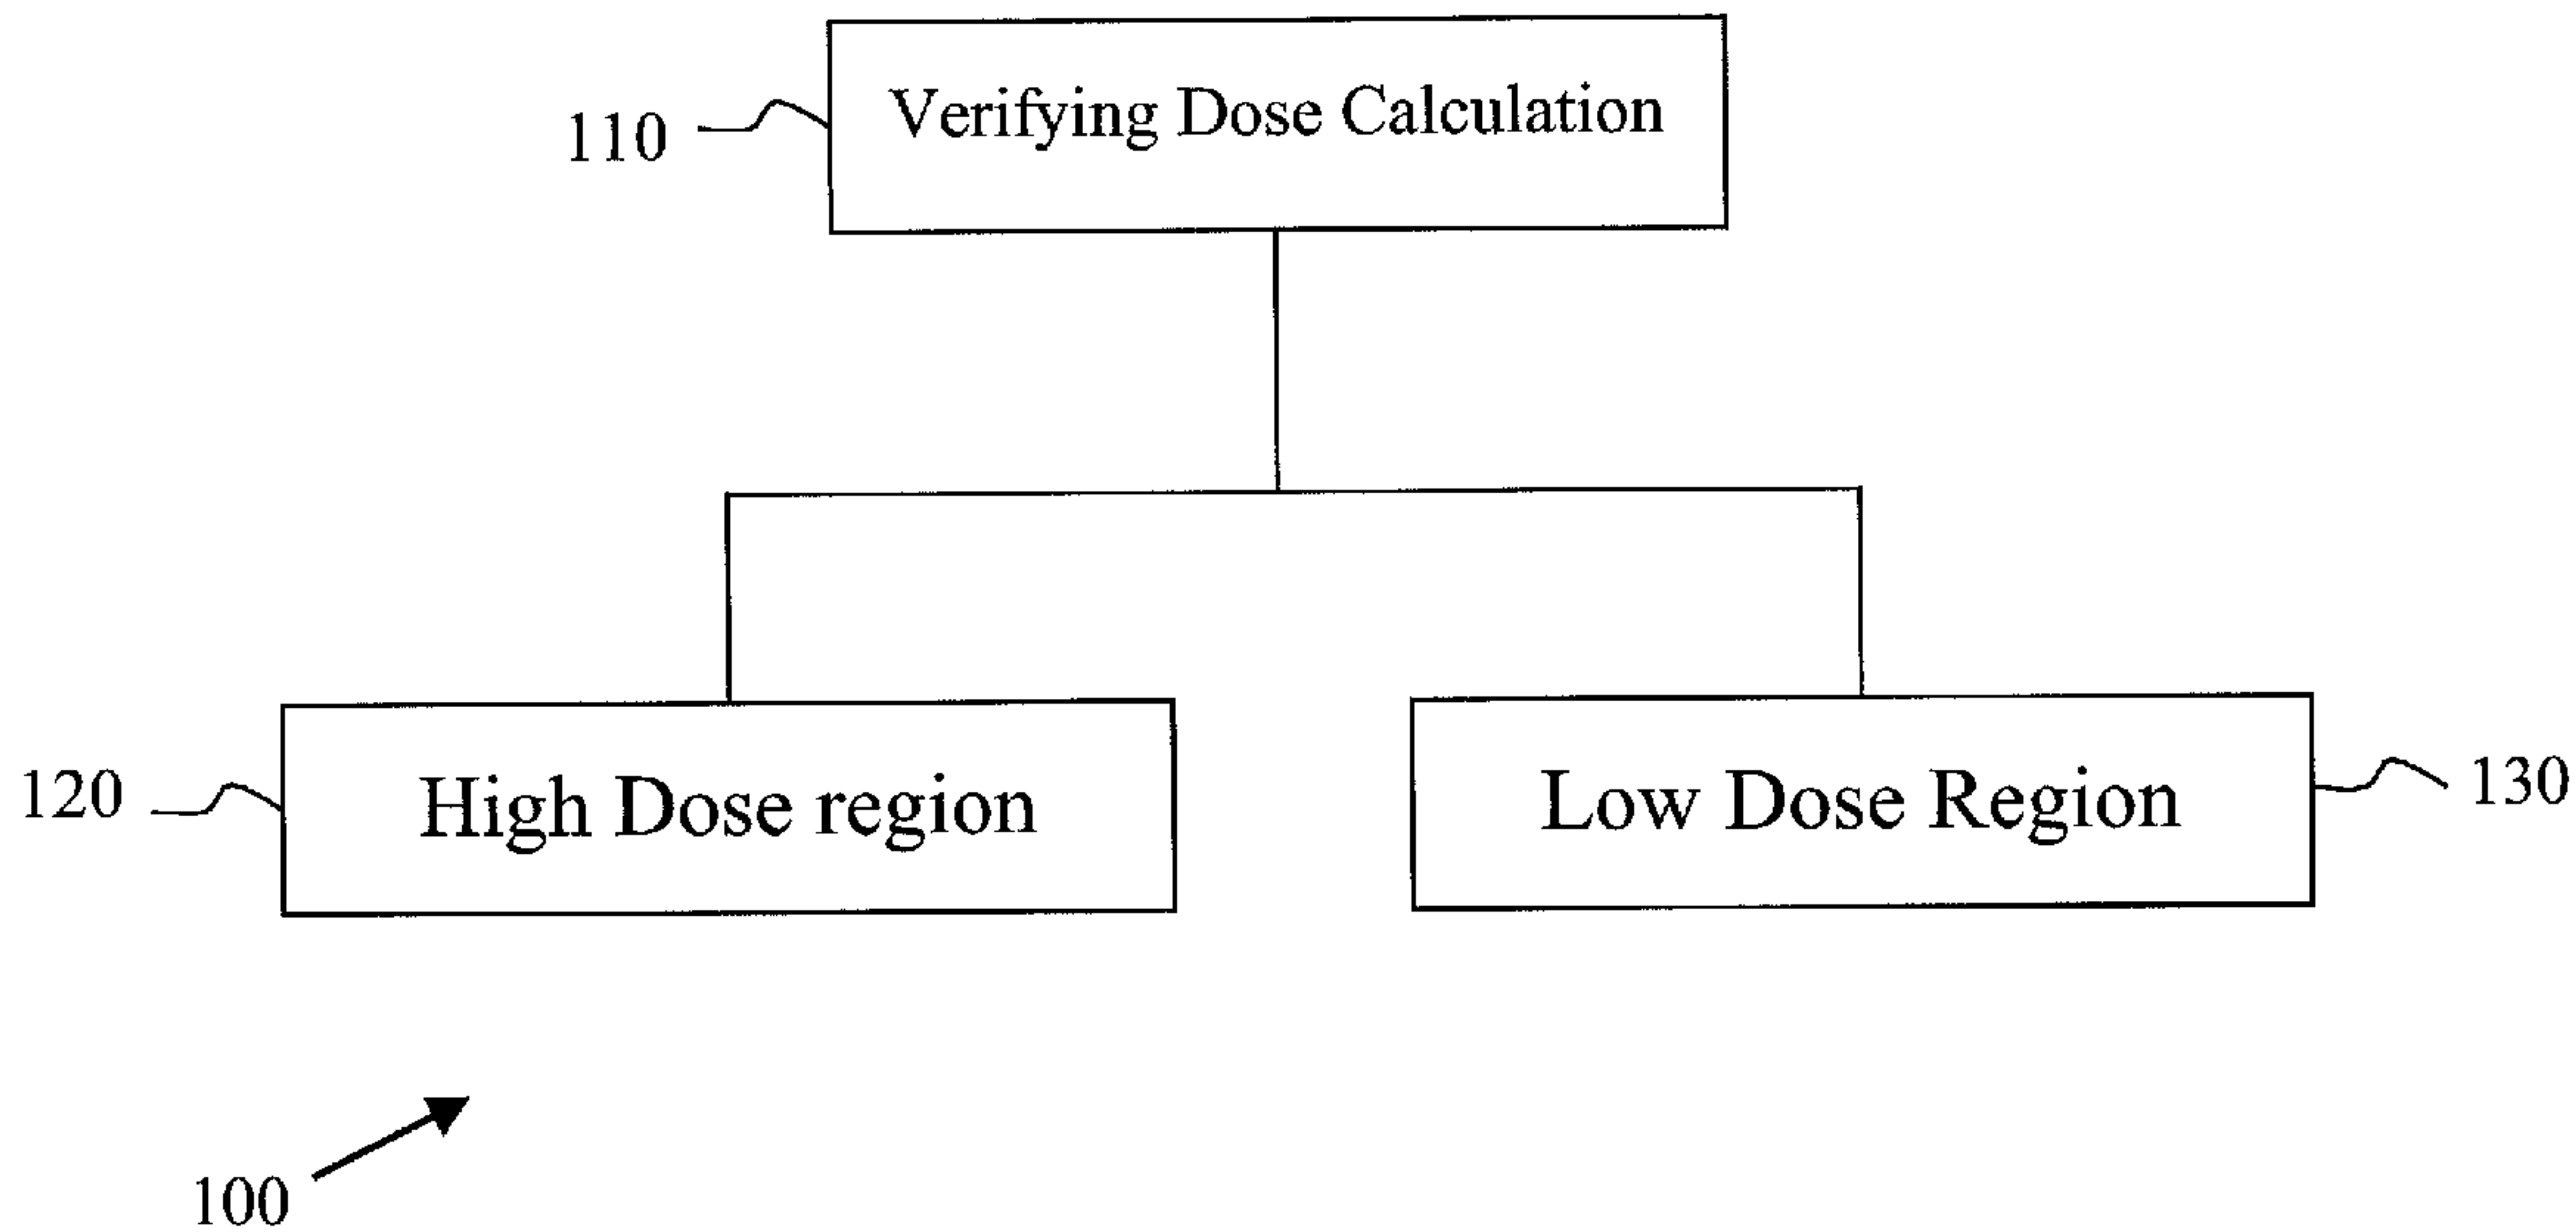 110
Verifying Dose Calculation
120
High Dose region
Low Dose Region
130
100